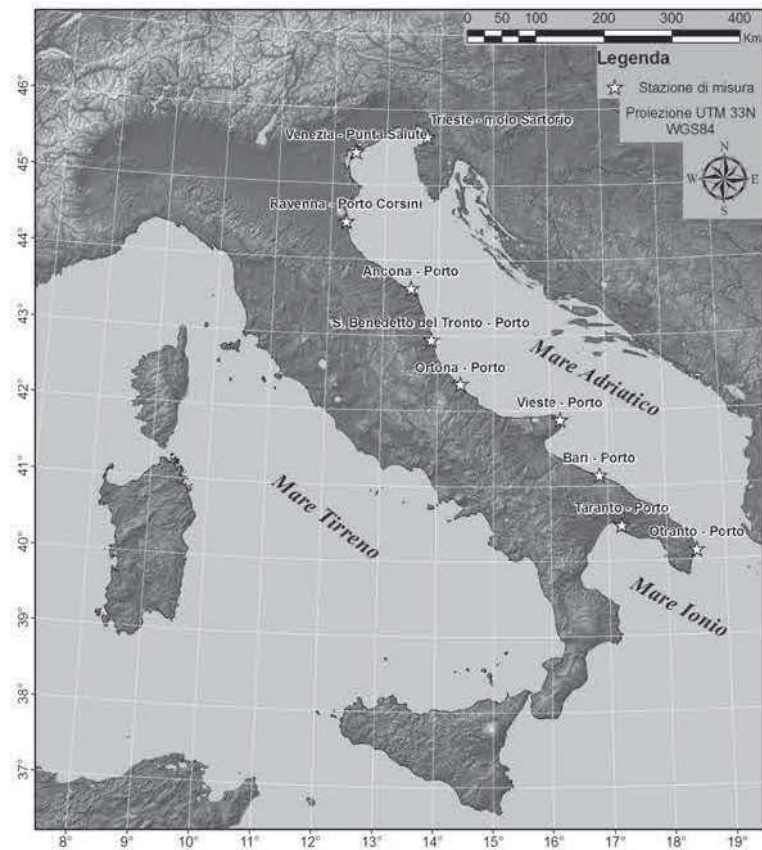 0 50 100 200 300 400
Km
Legenda
Stazione di misura
Proiezione UTM 33N
WGS84
N
W E
S
Trieste - molo Sartorio
Venezia - Punta Salute
Ravenna - Porto Corsini
Ancona - Porto
S. Benedetto del Tronto - Porto
Ortona - Porto
Vieste - Porto
Bari - Porto
Taranto - Porto
Otranto - Porto
Mare Adriatico
Mare Tirreno
Mare Ionio
46°
45°
44°
43°
42°
41°
40°
39°
38°
37°
8° 9° 10° 11° 12° 13° 14° 15° 16° 17° 18°